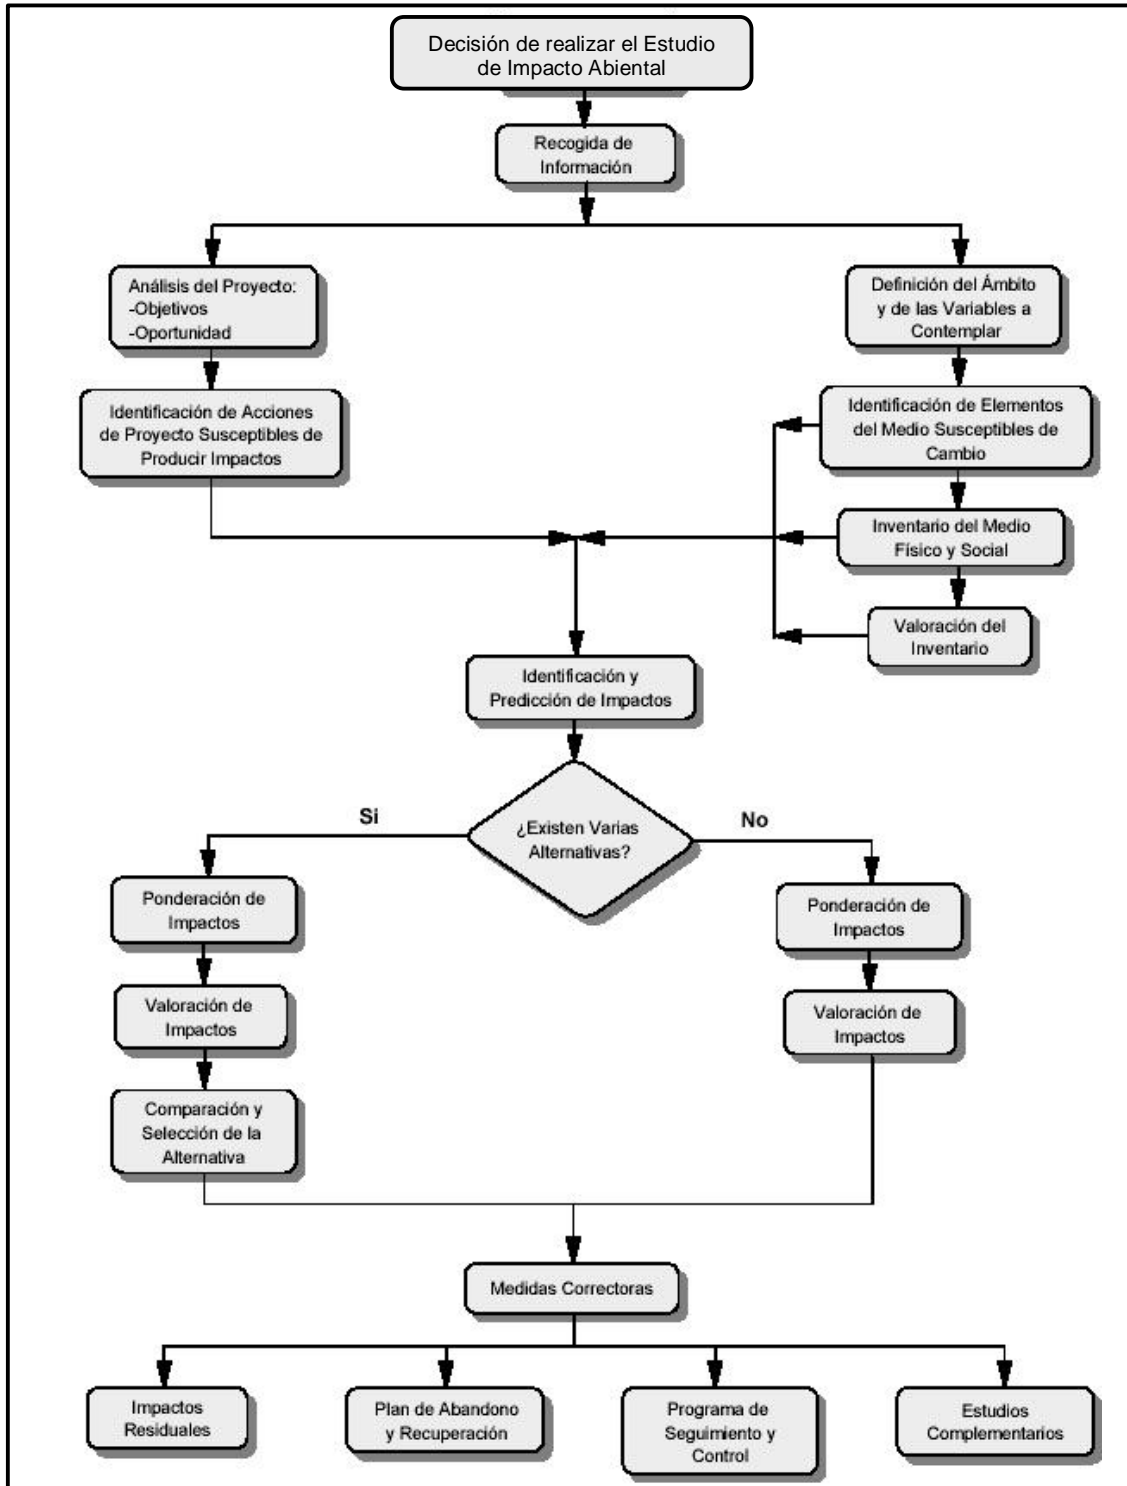 Decisión de realizar el Estudio
de Impacto Abiental
Recogida de
Información
Análisis del Proyecto:
-Objetivos
-Oportunidad
Definición del Ámbito
y de las Variables a
Contemplar
Identificación de Acciones
de Proyecto Susceptibles de
Producir Impactos
Identificación de Elementos
del Medio Susceptibles de
Cambio
Inventario del Medio
Físico y Social
Valoración del
Inventario
Identificación y
Predicción de Impactos
¿Existen Varias
Alternativas?
Si
No
Ponderación de
Impactos
Valoración de
Impactos
Comparación y
Selección de la
Alternativa
Ponderación de
Impactos
Valoración de
Impactos
Medidas Correctoras
Impactos
Residuales
Plan de Abandono
y Recuperación
Programa de
Seguimiento y
Control
Estudios
Complementarios